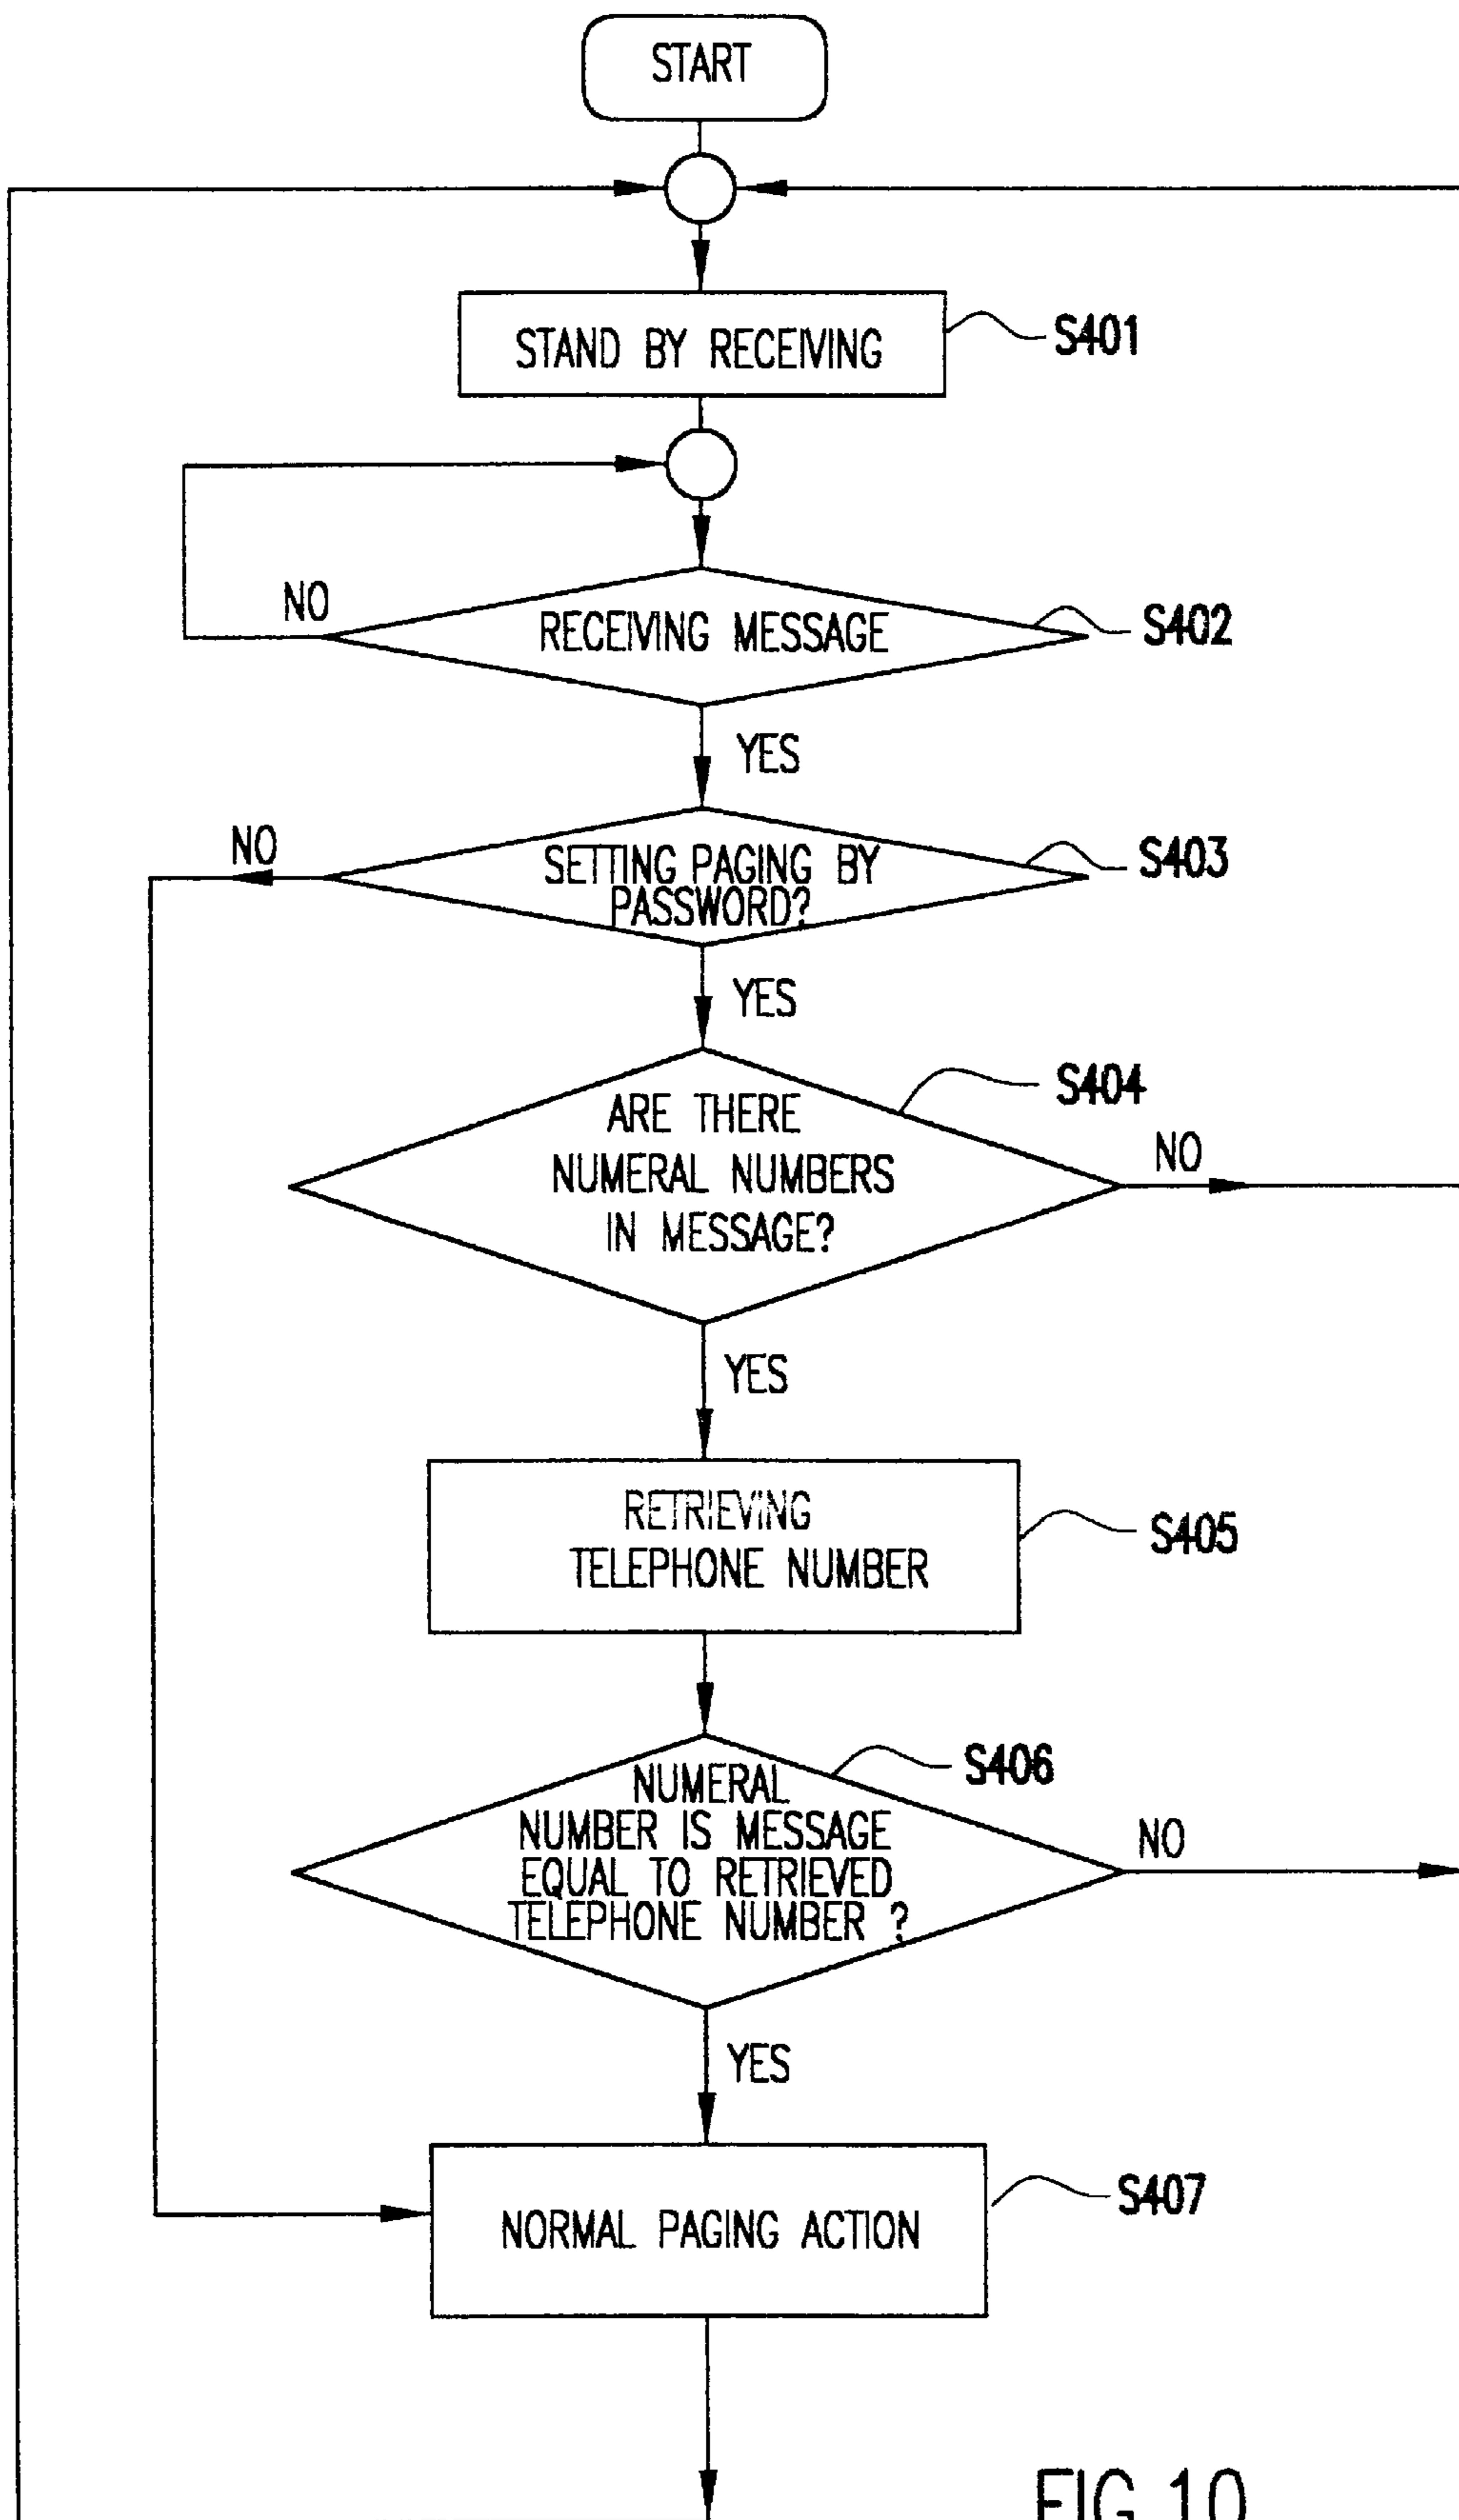 START
STAND BY RECEIVING
S401
NO
RECEIVING MESSAGE
S402
YES
NO
SETTING PAGING BY
PASSWORD?
S403
YES
ARE THERE
NUMERAL NUMBERS
IN MESSAGE?
S404
NO
YES
RETRIEVING
TELEPHONE NUMBER
S405
NUMERAL
NUMBER IS MESSAGE
EQUAL TO RETRIEVED
TELEPHONE NUMBER ?
S406
NO
YES
NORMAL PAGING ACTION
S407
FIG.10